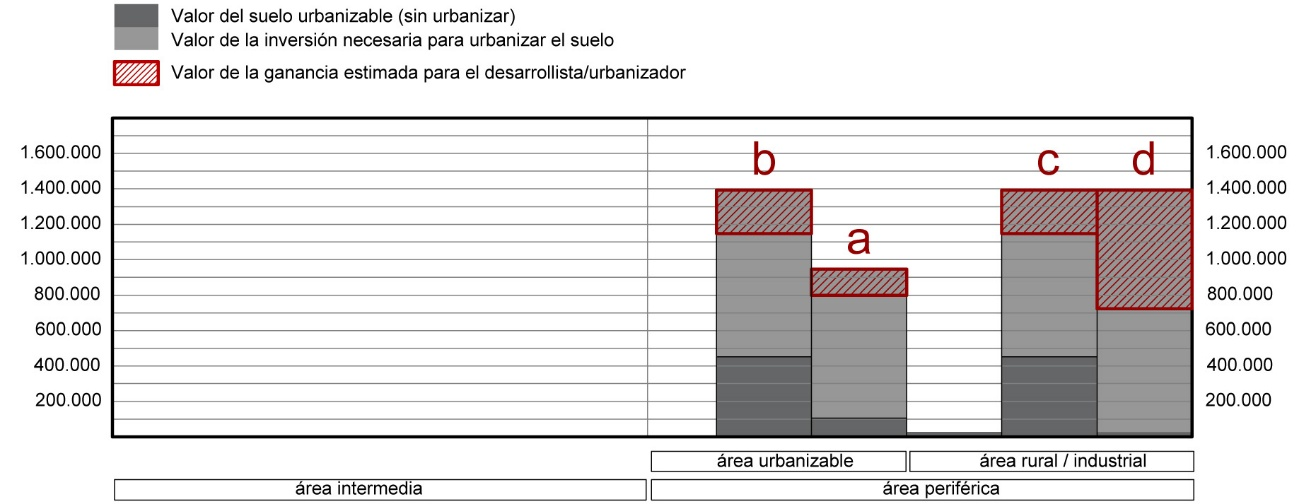 Valor del suelo urbanizable (sin urbanizar)
Valor de la inversión necesaria para urbanizar el suelo
Valor de la ganancia estimada para el desarrollista/urbanizador
1.600.000 b c d 1.600.000
1.400.000 1.400.000
1.200.000 a 1.200.000
1.000.000 1.000.000
800.000 800.000
600.000 600.000
400.000 400.000
200.000 200.000
área urbanizable área rural / industrial
área intermedia área periférica